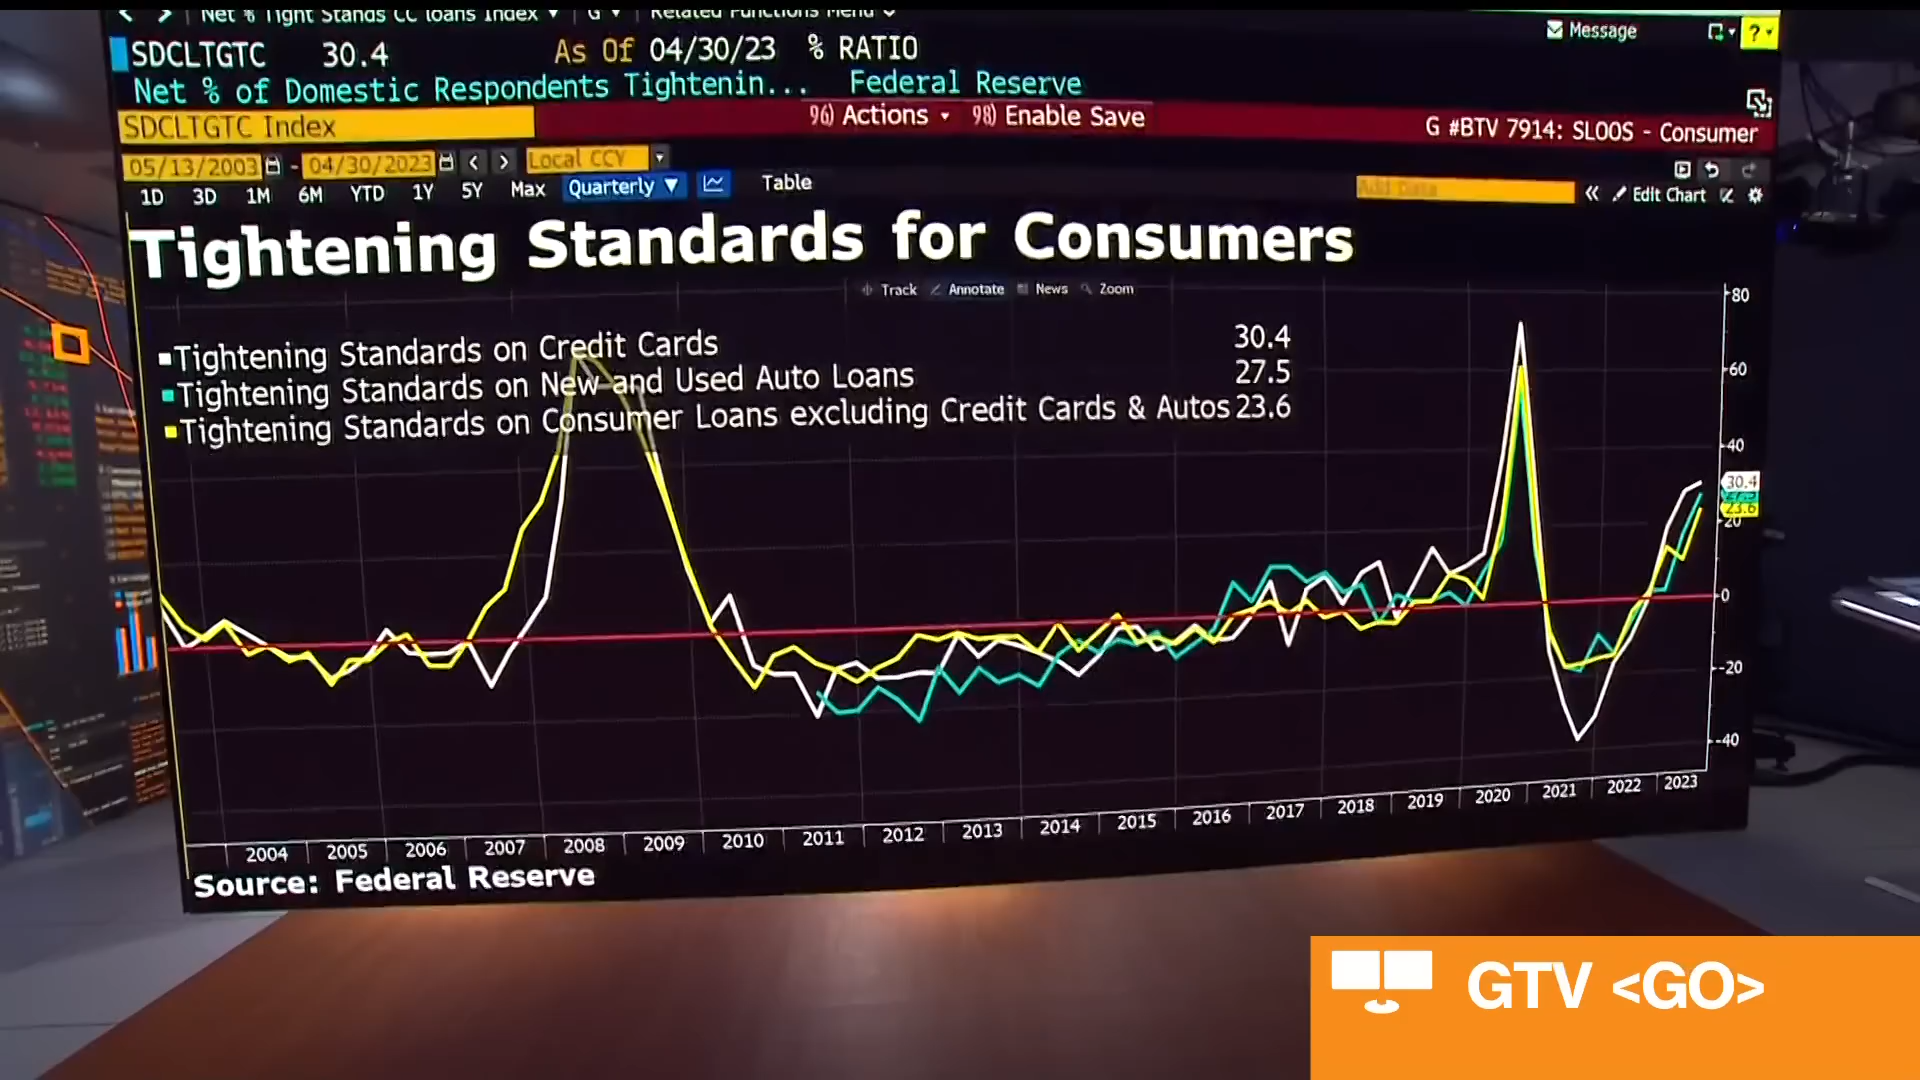 Net % Tight Stands CC loans Index
G
Related Functions Menu
Message
?
SDCLTGTC 30.4 As Of 04/30/23 % RATIO
Net % of Domestic Respondents Tightenin... Federal Reserve
SDCLTGTC Index
96) Actions
98) Enable Save
G #BTV 7914: SLOOS - Consumer
05/13/2003 - 04/30/2023
Local CCY
1D 3D 1M 6M YTD 1Y 5Y Max Quarterly Table
Add Data
Edit Chart
Tightening Standards for Consumers
Track Annotate News Zoom
Tightening Standards on Credit Cards 30.4
Tightening Standards on New and Used Auto Loans 27.5
Tightening Standards on Consumer Loans excluding Credit Cards & Autos 23.6
80
60
40
30.4
23.6
20
0
-20
-40
2004 2005 2006 2007 2008 2009 2010 2011 2012 2013 2014 2015 2016 2017 2018 2019 2020 2021 2022 2023
Source: Federal Reserve
GTV <GO>